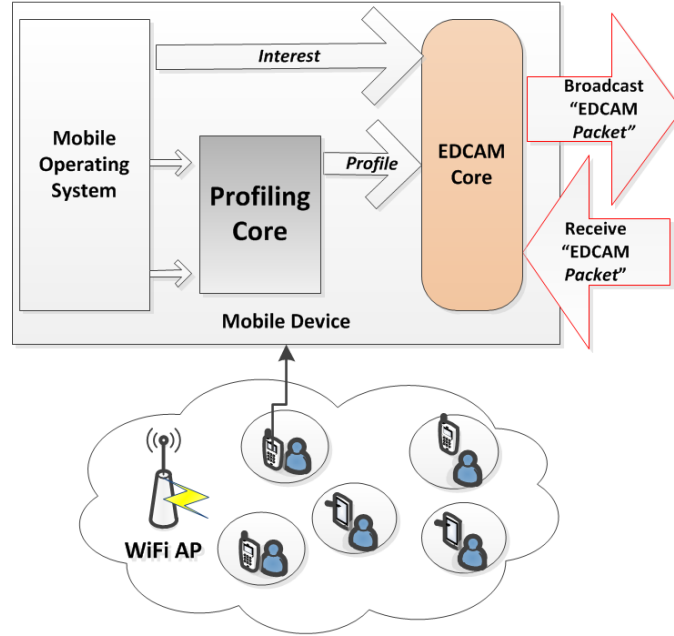 Interest
Mobile
Operating
System
Profiling
Core
Profile
EDCAM
Core
Broadcast
“EDCAM
Packet”
Receive
“EDCAM
Packet”
Mobile Device
WiFi AP